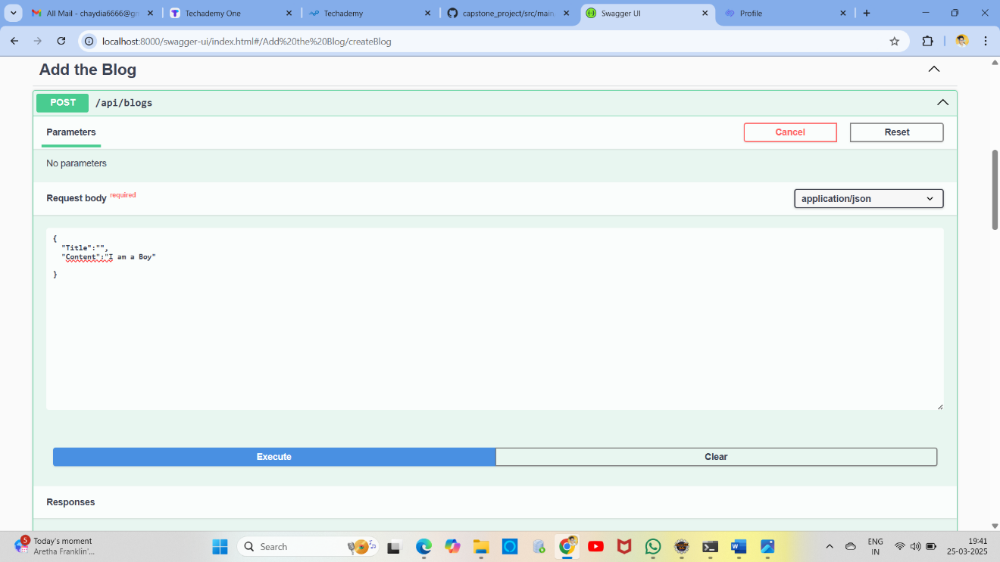 All Mail - chaydia6666@gm
Techademy One
Techademy
capstone_project/src/main.
Swagger UI
Profile
localhost:8000/swagger-ui/index.html#/Add%20the%20Blog/createBlog
Add the Blog
POST /api/blogs
Parameters
Cancel
Reset
No parameters
Request body required
application/json
{
"Title":"",
"Content":"I am a Boy"
}
Execute
Clear
Responses
5
Today's moment
Aretha Franklin'...
Search
ENG
IN
19:41
25-03-2025